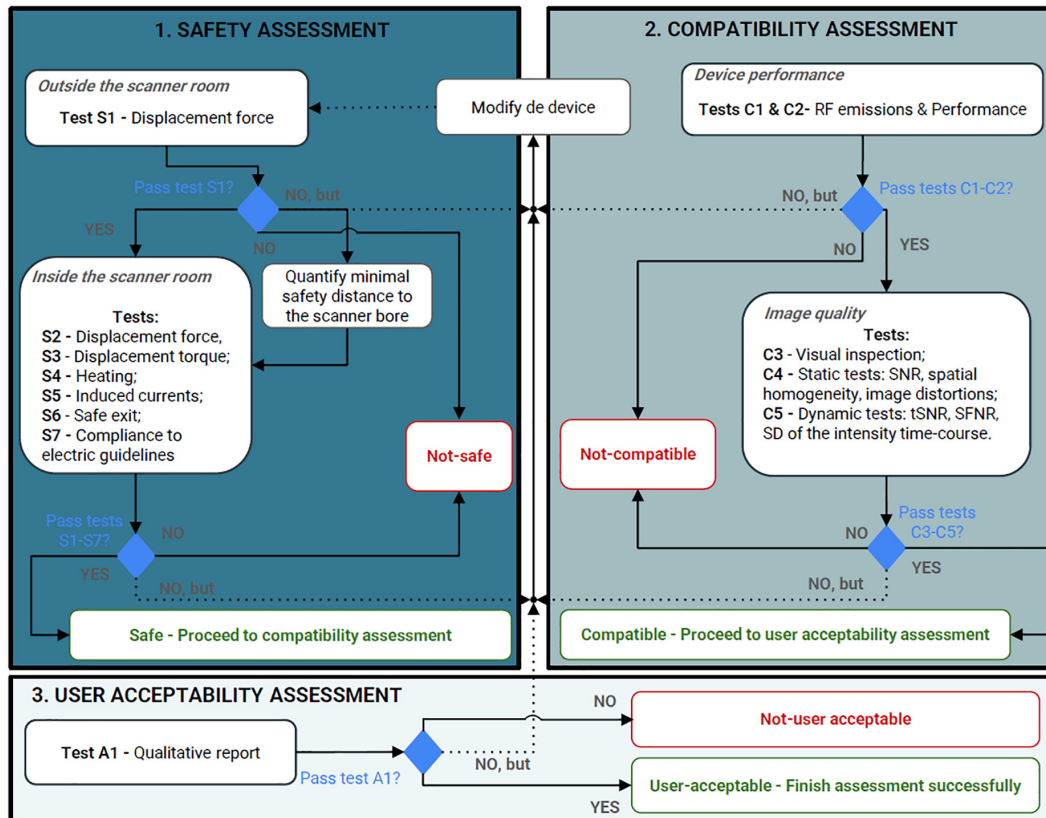 1. SAFETY ASSESSMENT
Outside the scanner room
Test S1 - Displacement force
Modify de device
Pass test S1?
NO, but
YES
NO
Inside the scanner room
Tests:
S2 - Displacement force,
S3 - Displacement torque;
S4 - Heating;
S5 - Induced currents;
S6 - Safe exit;
S7 - Compliance to
electric guidelines
Quantify minimal
safety distance to
the scanner bore
Not-safe
Pass tests
S1-S7?
NO
YES
NO, but
Safe - Proceed to compatibility assessment
2. COMPATIBILITY ASSESSMENT
Device performance
Tests C1 & C2- RF emissions & Performance
NO, but
Pass tests C1-C2?
NO
YES
Image quality
Tests:
C3 - Visual inspection;
C4 - Static tests: SNR, spatial
homogeneity, image distortions;
C5 - Dynamic tests: tSNR, SFNR,
SD of the intensity time-course.
Not-compatible
Pass tests
C3-C5?
NO
YES
NO, but
Compatible - Proceed to user acceptability assessment
3. USER ACCEPTABILITY ASSESSMENT
Test A1 - Qualitative report
Pass test A1?
NO
NO, but
YES
Not-user acceptable
User-acceptable - Finish assessment successfully